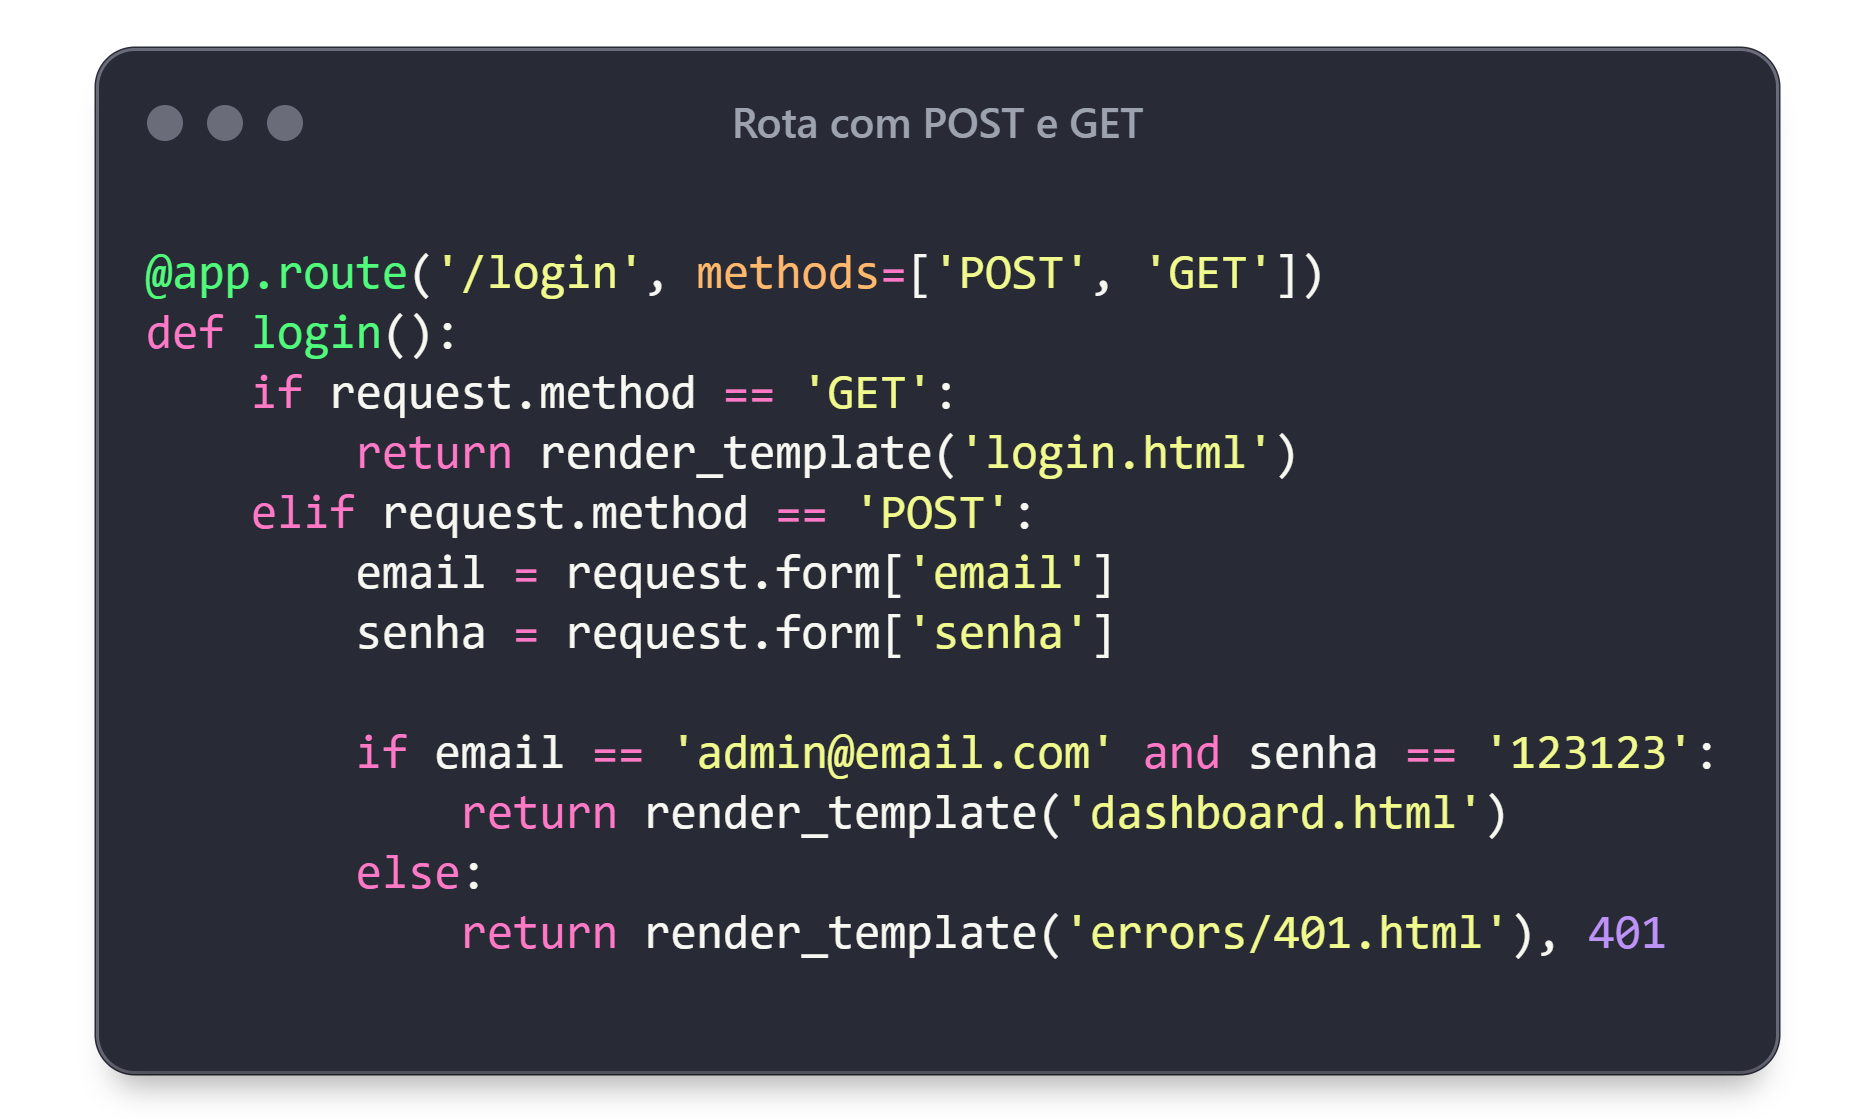 Rota com POST e GET
@app.route('/login', methods=['POST', 'GET'])
def login():
    if request.method == 'GET':
        return render_template('login.html')
    elif request.method == 'POST':
        email = request.form['email']
        senha = request.form['senha']

        if email == 'admin@email.com' and senha == '123123':
            return render_template('dashboard.html')
        else:
            return render_template('errors/401.html'), 401